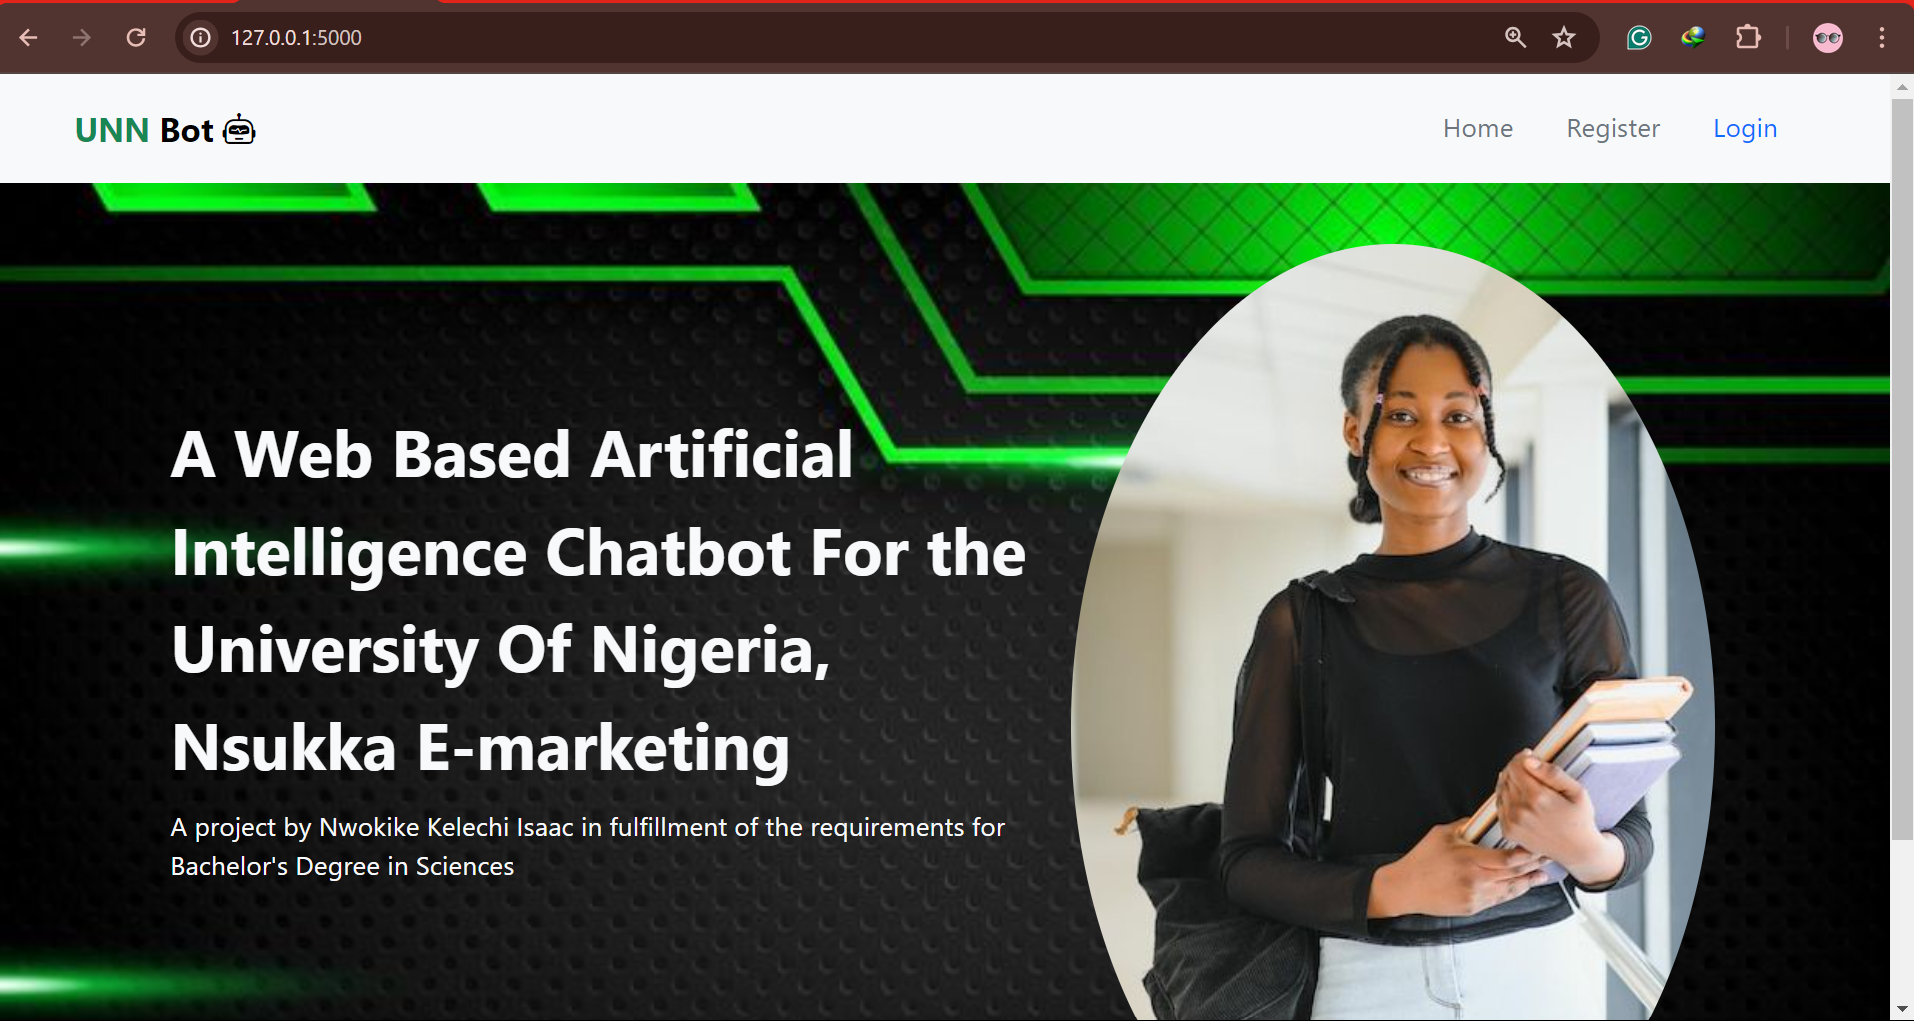 127.0.0.1:5000
UNN Bot
Home Register Login
A Web Based Artificial
Intelligence Chatbot For the
University Of Nigeria,
Nsukka E-marketing
A project by Nwokike Kelechi Isaac in fulfillment of the requirements for
Bachelor's Degree in Sciences